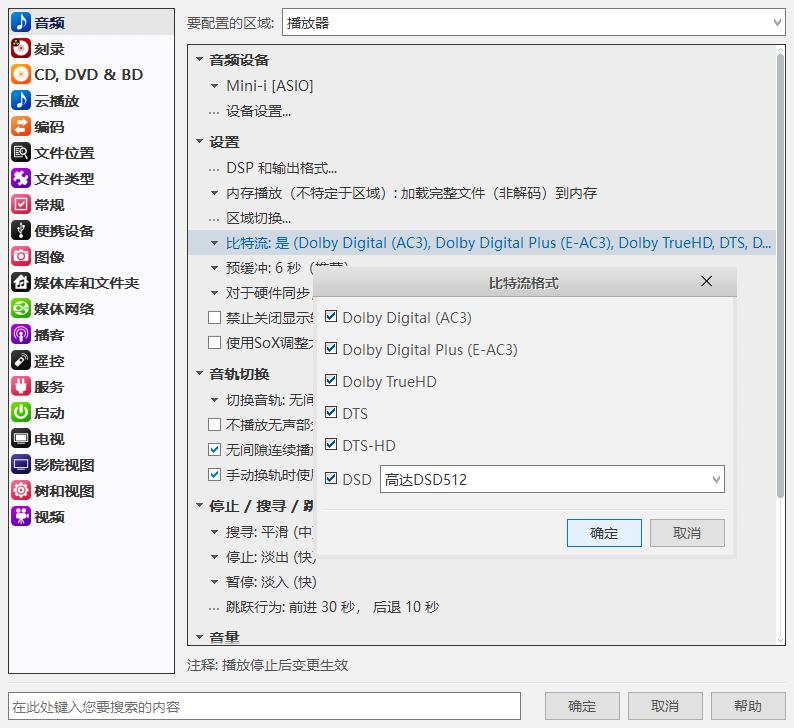 音频
刻录
CD, DVD & BD
云播放
编码
文件位置
文件类型
常规
便携设备
图像
媒体库和文件夹
媒体网络
播客
遥控
服务
启动
电视
影院视图
树和视图
视频
要配置的区域: 播放器
音频设备
Mini-i [ASIO]
... 设备设置...
设置
... DSP 和输出格式...
内存播放（不特定于区域）: 加载完整文件（非解码）到内存
... 区域切换...
比特流: 是 (Dolby Digital (AC3), Dolby Digital Plus (E-AC3), Dolby TrueHD, DTS, D...
预缓冲: 6 秒（推荐）
对于硬件同步,
禁止关闭显示
使用SoX调整
音轨切换
切换音轨: 无间
不播放无声部
无间隙连续播放
手动换轨时使
停止 / 搜寻 / 跳
搜寻: 平滑 (中)
停止: 淡出 (快)
暂停: 淡入 (快)
... 跳跃行为: 前进 30 秒， 后退 10 秒
音量
比特流格式
Dolby Digital (AC3)
Dolby Digital Plus (E-AC3)
Dolby TrueHD
DTS
DTS-HD
DSD 高达DSD512
确定 取消
注释: 播放停止后变更生效
在此处键入您要搜索的内容
确定 取消 帮助